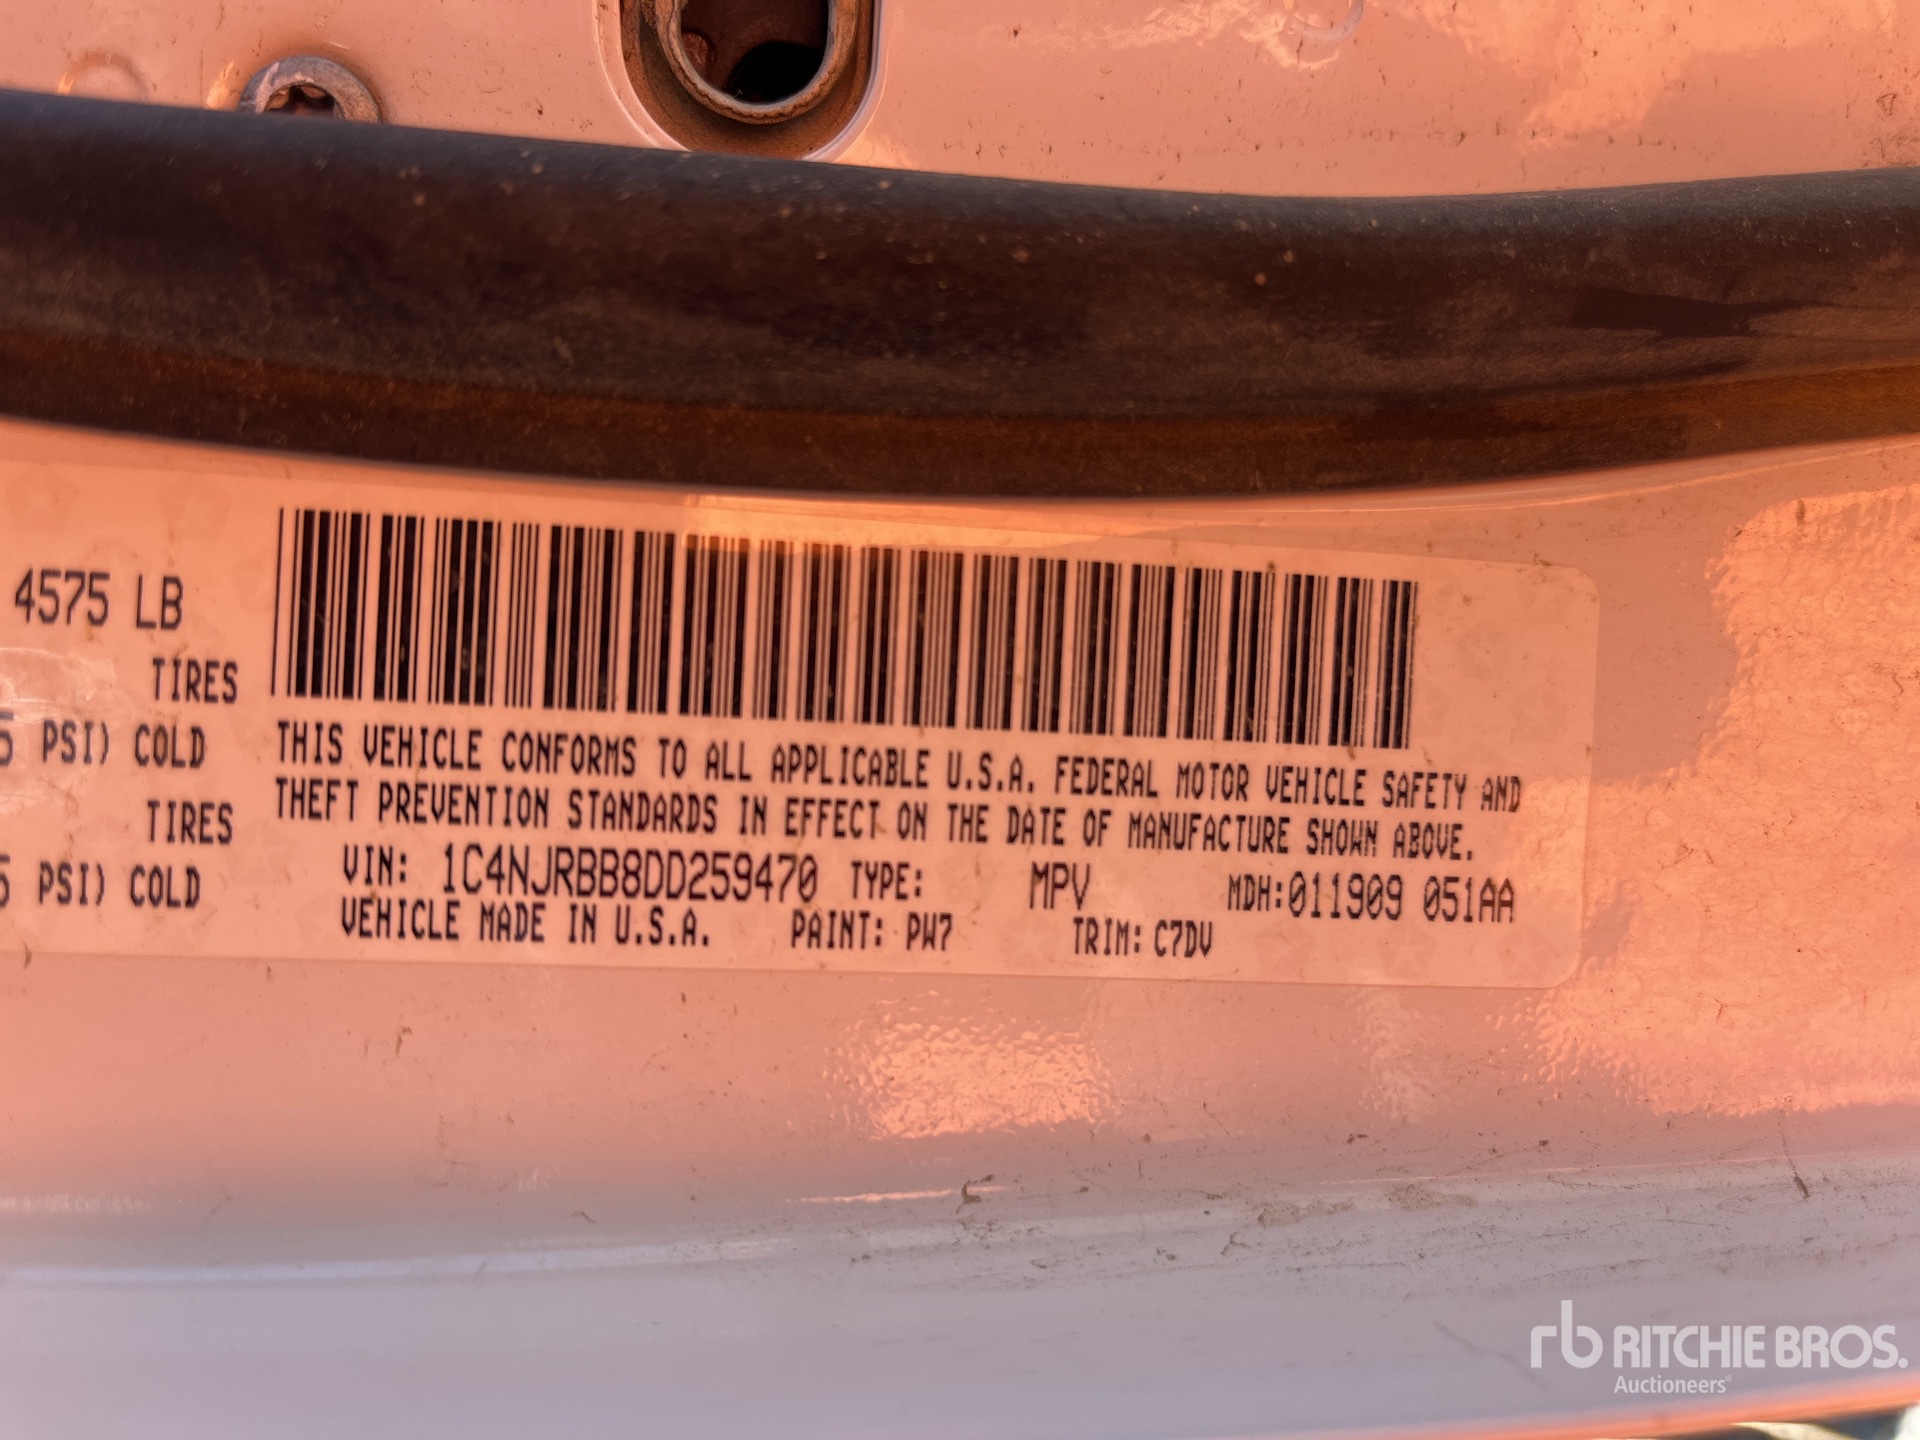 4575 LB
TIRES
5 PSI) COLD
TIRES
5 PSI) COLD
THIS VEHICLE CONFORMS TO ALL APPLICABLE U.S.A. FEDERAL MOTOR VEHICLE SAFETY AND
THEFT PREVENTION STANDARDS IN EFFECT ON THE DATE OF MANUFACTURE SHOWN ABOVE.
VIN: 1C4NJRBB8DD259470 TYPE: MPV MDH:011909 051AA
VEHICLE MADE IN U.S.A. PAINT: PW7 TRIM: C7DV
rb RITCHIE BROS.
Auctioneers